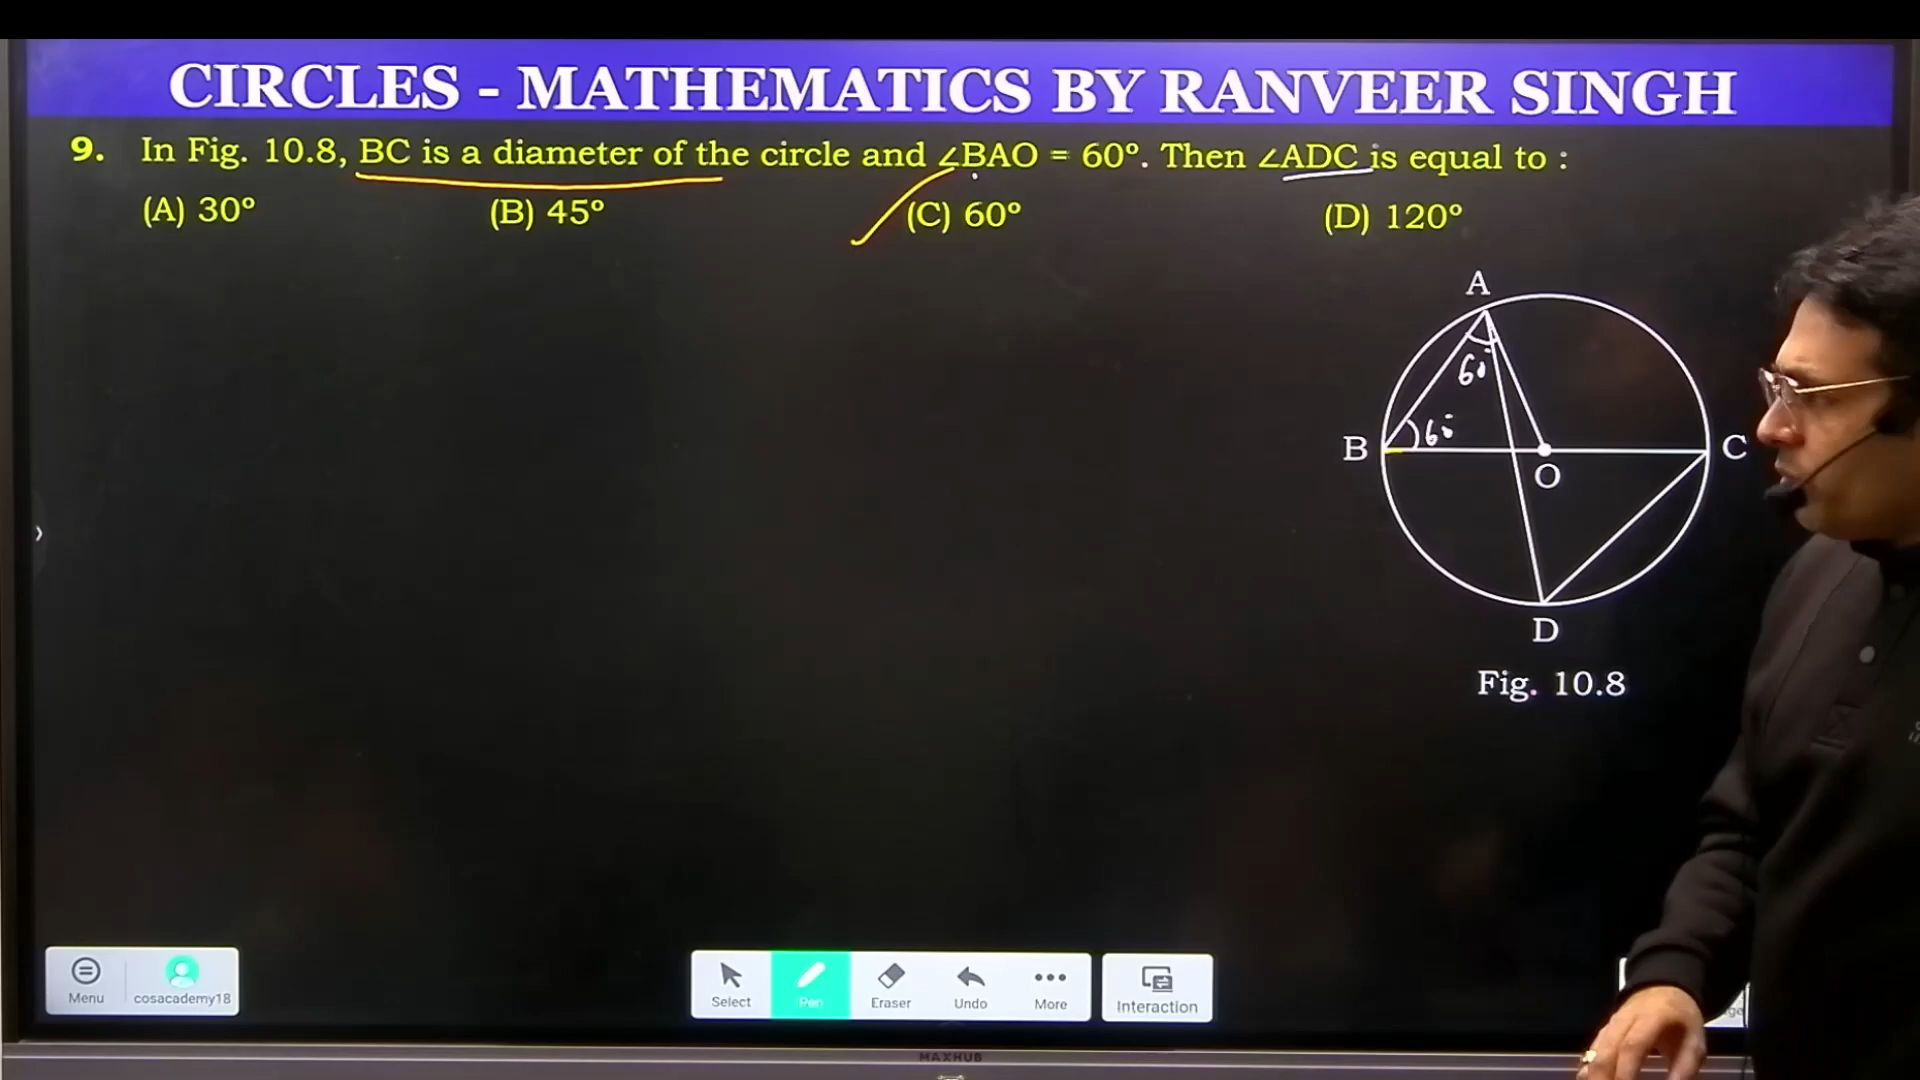 CIRCLES - MATHEMATICS BY RANVEER SINGH
9. In Fig. 10.8, BC is a diameter of the circle and ∠BAO = 60°. Then ∠ADC is equal to :
(A) 30° (B) 45° (C) 60° (D) 120°
A
60°
B 60° C
O
D
Fig. 10.8
Menu cosacademy18 Select Pen Eraser Undo More Interaction
MAXHUB